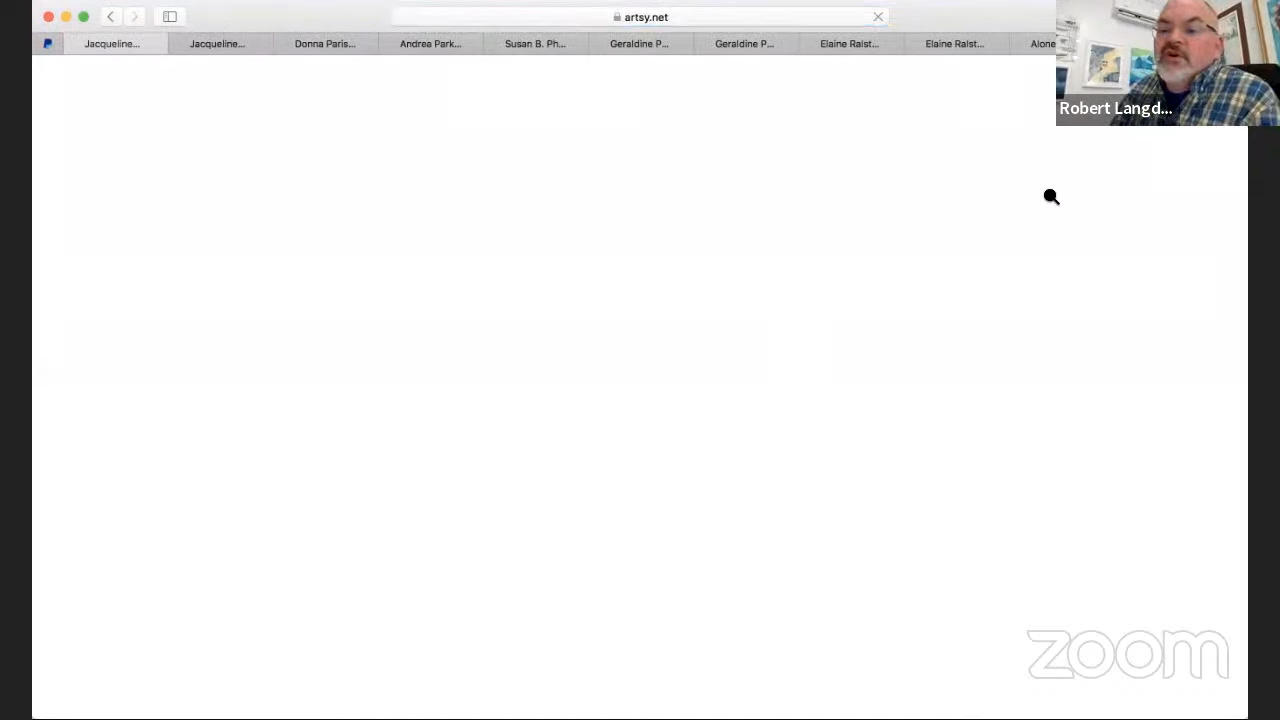 artsy.net
Jacqueline... Jacqueline... Donna Paris... Andrea Park... Susan B. Ph... Geraldine P... Geraldine P... Elaine Ralst... Elaine Ralst... Alone
Robert Langd...
zoom